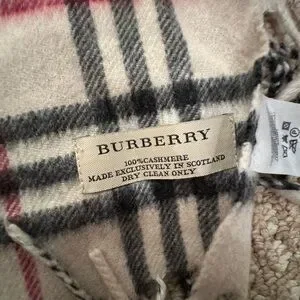 BURBERRY
100% CASHMERE
MADE EXCLUSIVELY IN SCOTLAND
DRY CLEAN ONLY